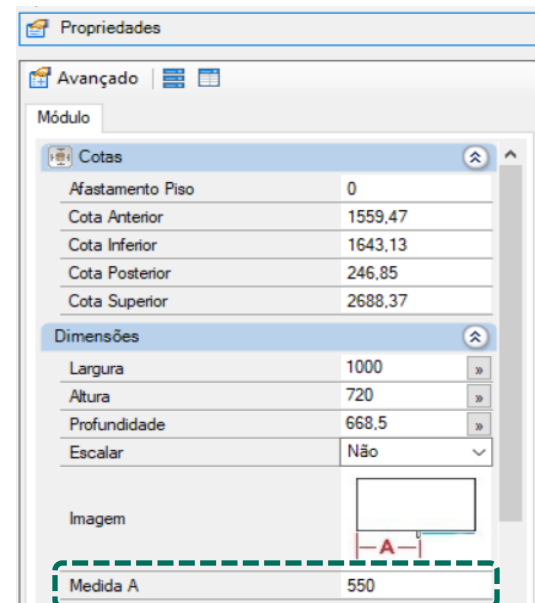 Propriedades
Avançado
Módulo
Cotas
Afastamento Piso 0
Cota Anterior 1559,47
Cota Inferior 1643,13
Cota Posterior 246,85
Cota Superior 2688,37
Dimensões
Largura 1000 »
Altura 720 »
Profundidade 668,5 »
Escalar Não
Imagem
A
Medida A 550